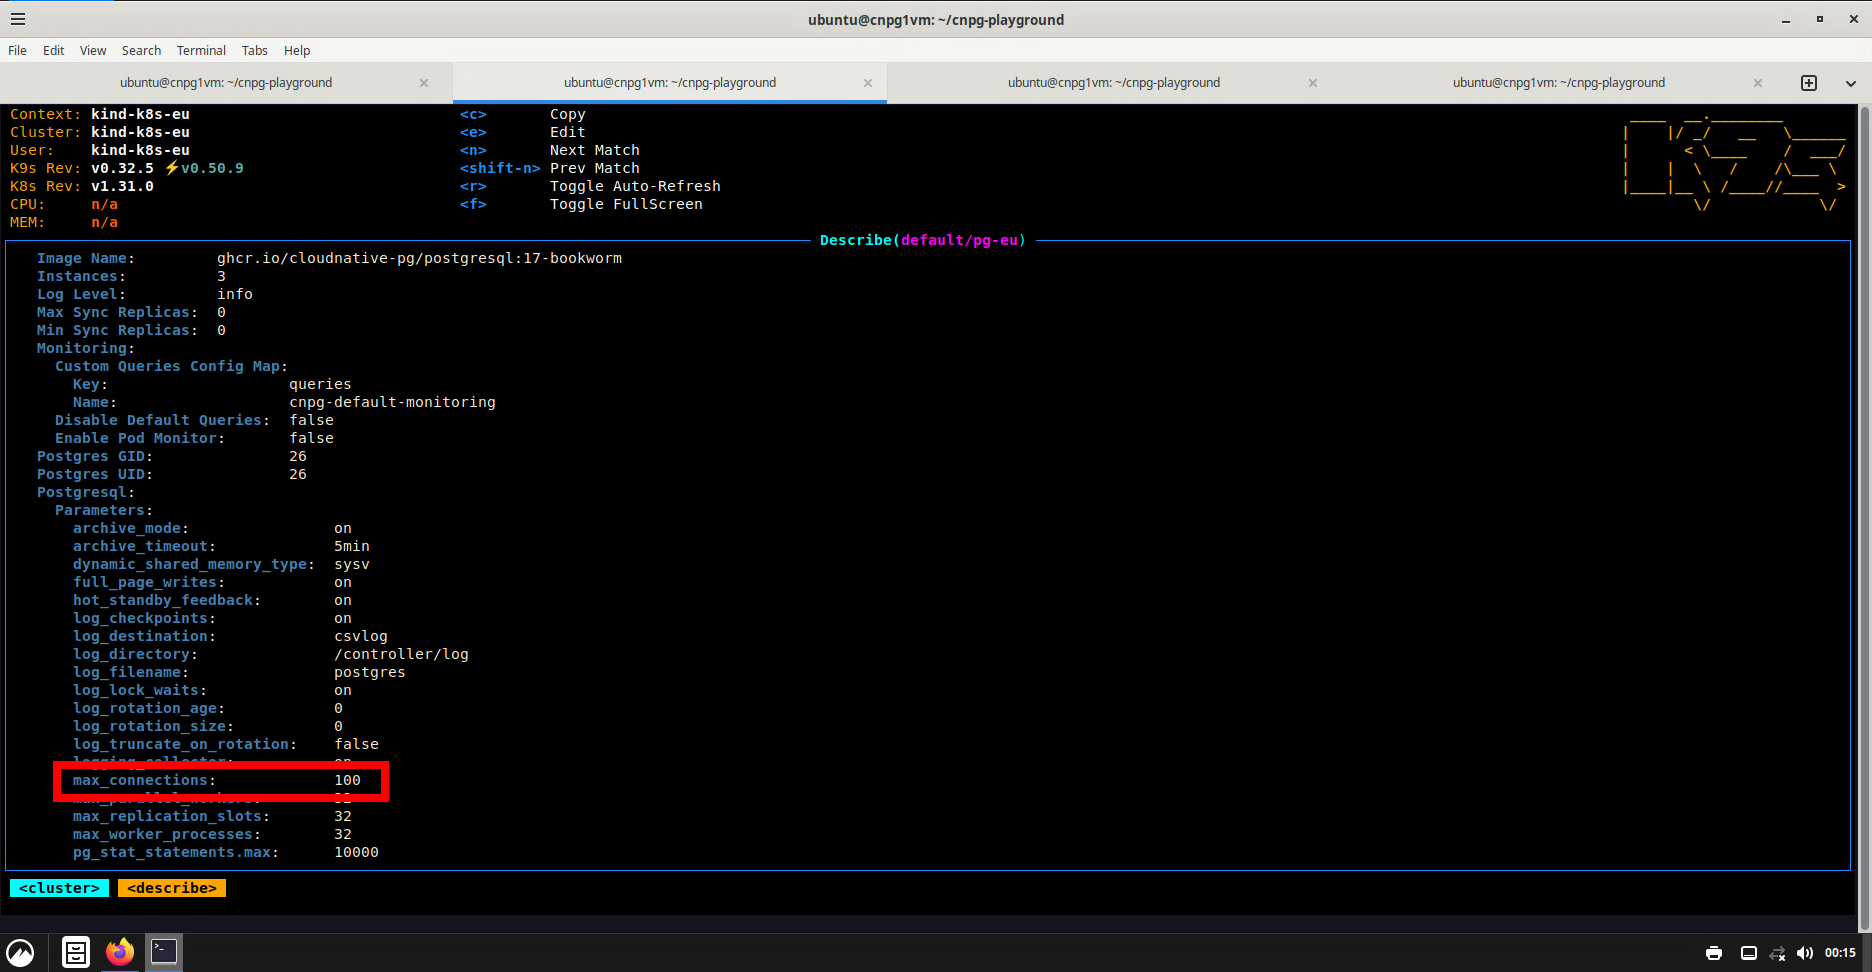 ubuntu@cnpg1vm: ~/cnpg-playground
File Edit View Search Terminal Tabs Help
ubuntu@cnpg1vm: ~/cnpg-playground ubuntu@cnpg1vm: ~/cnpg-playground ubuntu@cnpg1vm: ~/cnpg-playground ubuntu@cnpg1vm: ~/cnpg-playground
Context: kind-k8s-eu <c> Copy
Cluster: kind-k8s-eu <e> Edit
User: kind-k8s-eu <n> Next Match
K9s Rev: v0.32.5 ⚡v0.50.9 <shift-n> Prev Match
K8s Rev: v1.31.0 <r> Toggle Auto-Refresh
CPU: n/a <f> Toggle FullScreen
MEM: n/a
Describe(default/pg-eu)
Image Name: ghcr.io/cloudnative-pg/postgresql:17-bookworm
Instances: 3
Log Level: info
Max Sync Replicas: 0
Min Sync Replicas: 0
Monitoring:
Custom Queries Config Map:
Key: queries
Name: cnpg-default-monitoring
Disable Default Queries: false
Enable Pod Monitor: false
Postgres GID: 26
Postgres UID: 26
Postgresql:
Parameters:
archive_mode: on
archive_timeout: 5min
dynamic_shared_memory_type: sysv
full_page_writes: on
hot_standby_feedback: on
log_checkpoints: on
log_destination: csvlog
log_directory: /controller/log
log_filename: postgres
log_lock_waits: on
log_rotation_age: 0
log_rotation_size: 0
log_truncate_on_rotation: false
logging_collector: on
max_connections: 100
max_parallel_workers: 32
max_replication_slots: 32
max_worker_processes: 32
pg_stat_statements.max: 10000
<cluster> <describe>
00:15